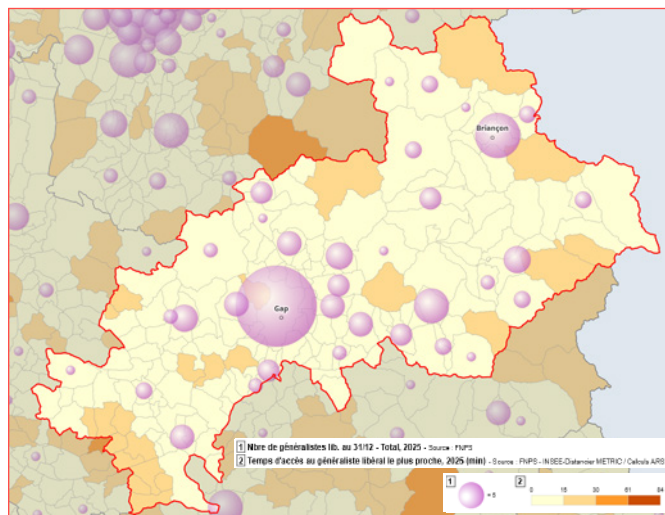 Briançon
Gap
1 Nbre de généralistes lib. au 31/12 - Total, 2025 - Source : FNPS
2 Temps d'accès au généraliste libéral le plus proche, 2025 (min) - Source : FNPS - INSEE-Distancier METRIC / Calculs ARS
1 2
= 5
0 15 30 61 84